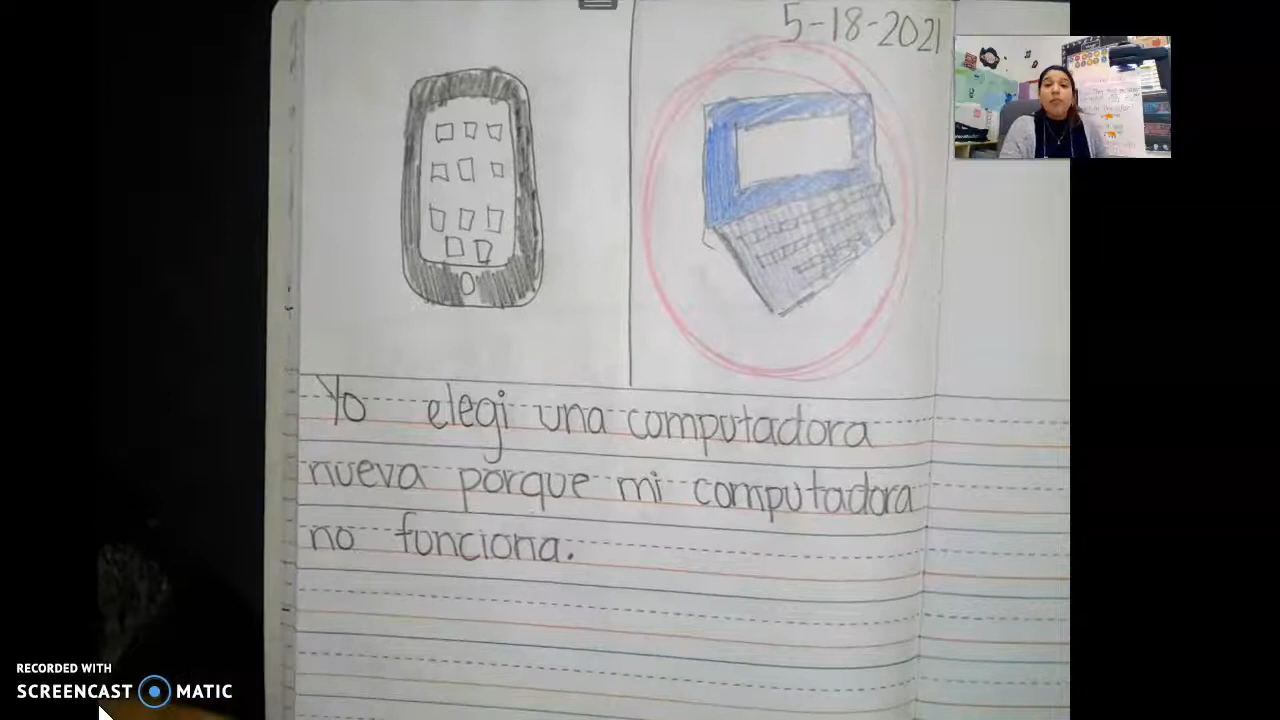 5-18-2021
Yo elegi una computadora
nueva porque mi computadora
no funciona.
RECORDED WITH
SCREENCAST MATIC